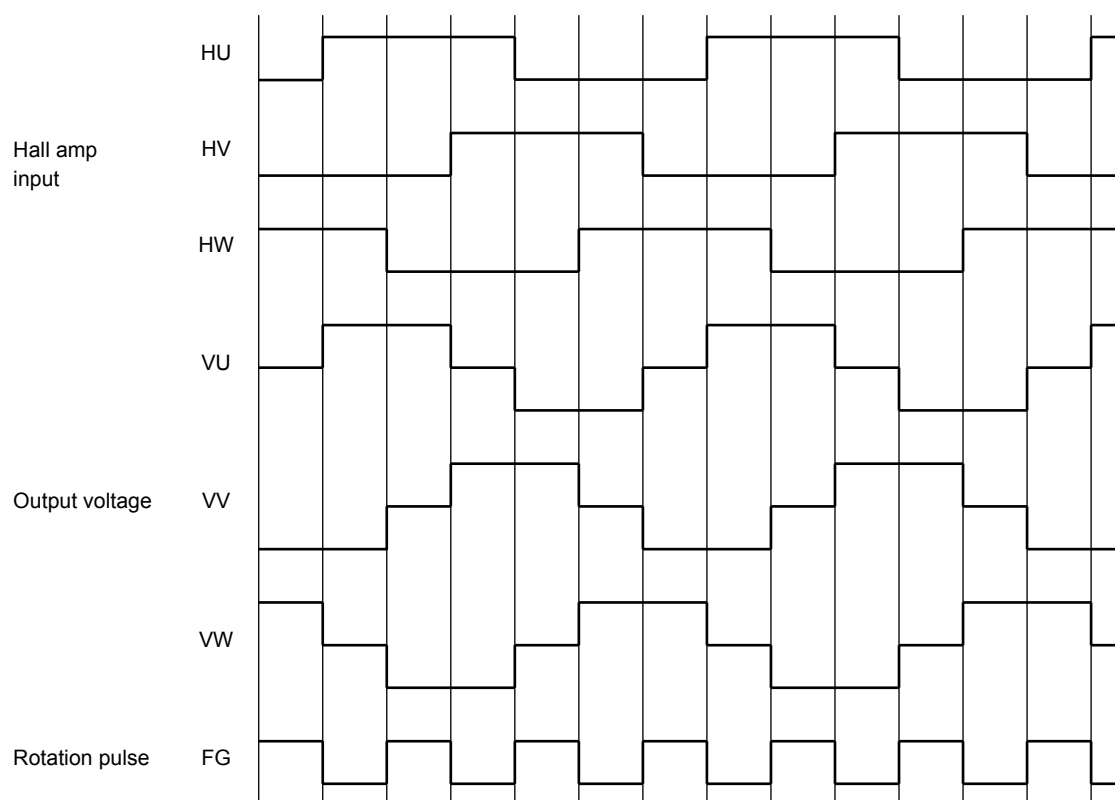 HU
Hall amp
input
HV
HW
VU
Output voltage
VV
VW
Rotation pulse
FG